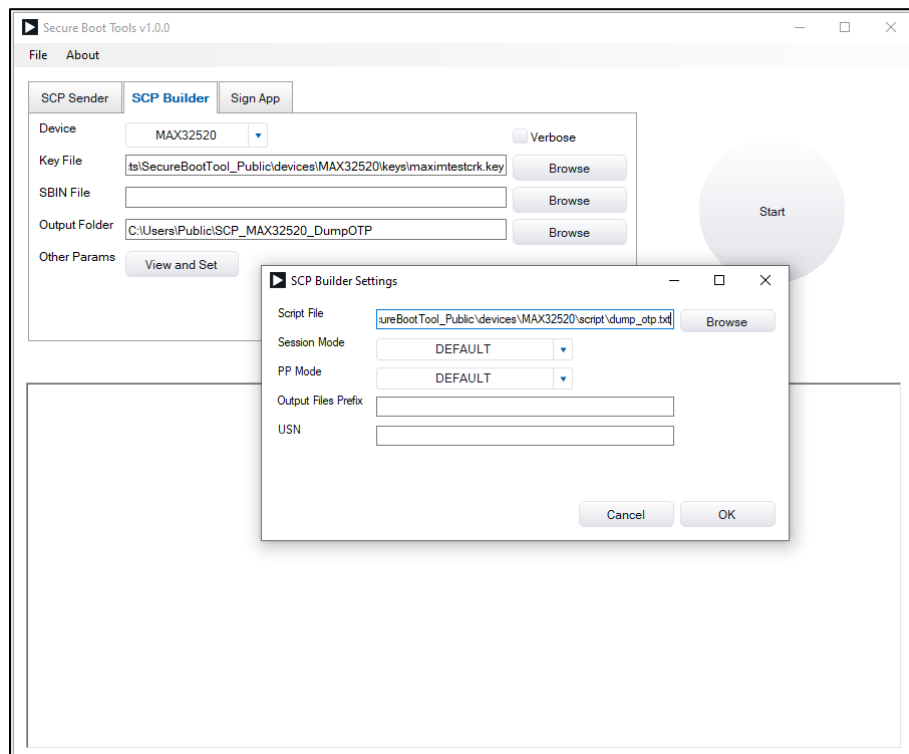 Secure Boot Tools v1.0.0
File About
SCP Sender SCP Builder Sign App
Device MAX32520 Verbose
Key File :ts\SecureBootTool_Public\devices\MAX32520\keys\maximtestcrk.key Browse
SBIN File Browse
Start
Output Folder C:\Users\Public\SCP_MAX32520_DumpOTP Browse
Other Params View and Set
SCP Builder Settings
Script File :ureBootTool_Public\devices\MAX32520\script\dump_otp.txt Browse
Session Mode DEFAULT
PP Mode DEFAULT
Output Files Prefix
USN
Cancel OK